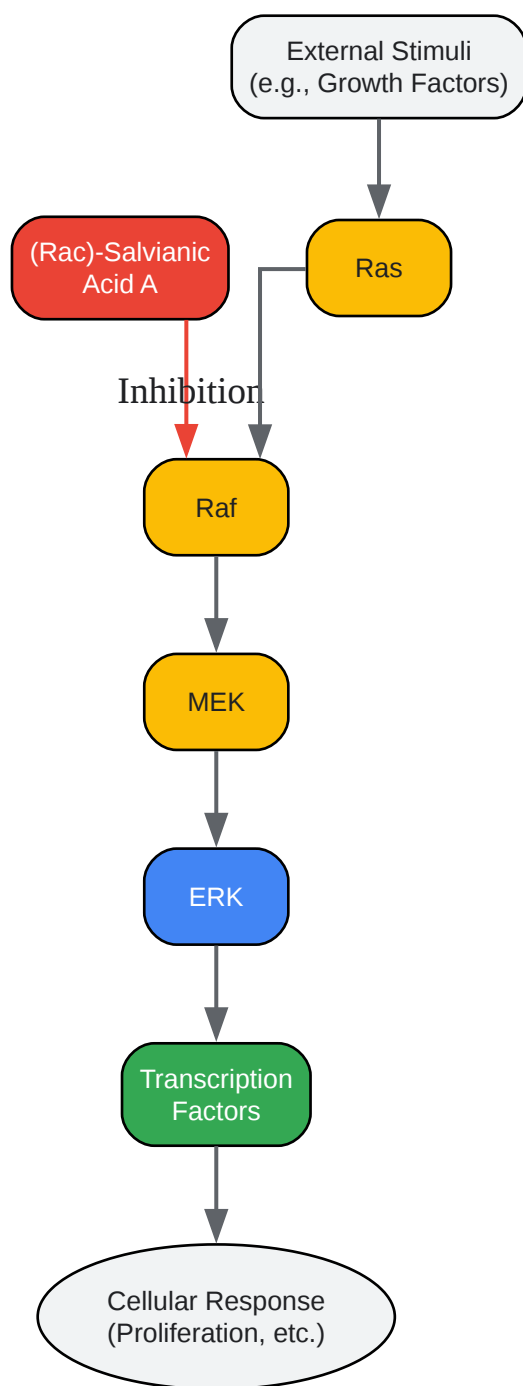 External Stimuli
(e.g., Growth Factors)
(Rac)-Salvianic
Acid A
Ras
Inhibition
Raf
MEK
ERK
Transcription
Factors
Cellular Response
(Proliferation, etc.)